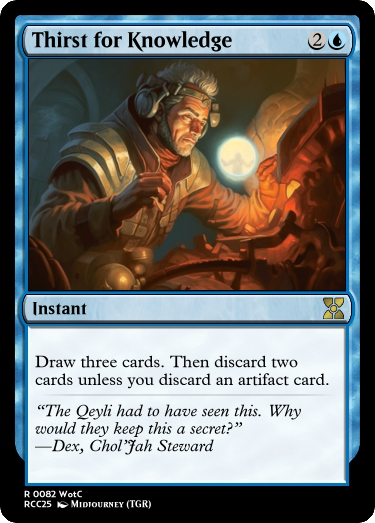 Thirst for Knowledge 2
Instant
Draw three cards. Then discard two
cards unless you discard an artifact card.
“The Qeyli had to have seen this. Why
would they keep this a secret?”
—Dex, Chol’Jah Steward
R 0082 WotC
RCC25 Midjourney (TGR)